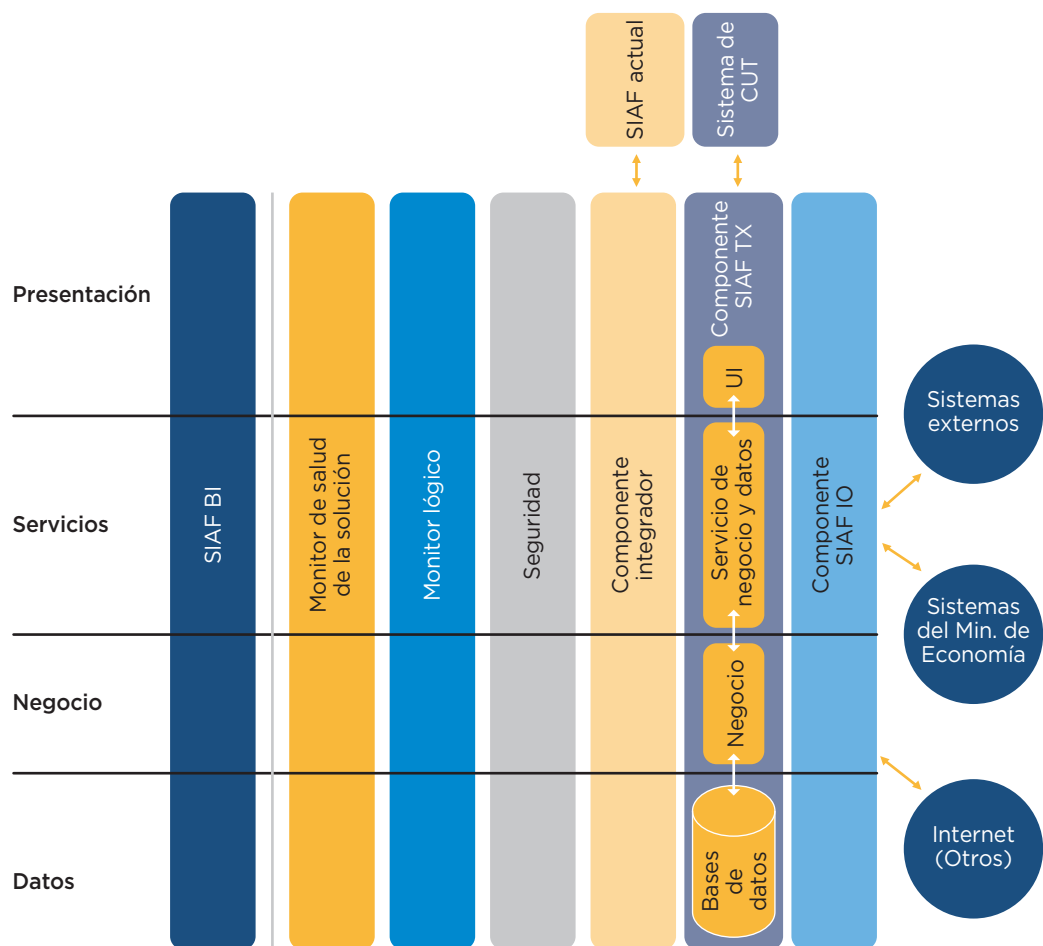 SIAF actual
Sistema de
CUT
Presentación
Servicios
Negocio
Datos
SIAF BI
Monitor de salud
de la solución
Monitor lógico
Seguridad
Componente
integrador
Componente
SIAF TX
UI
Servicio de
negocio y datos
Negocio
Bases
de
datos
Componente
SIAF IO
Sistemas
externos
Sistemas
del Min. de
Economía
Internet
(Otros)